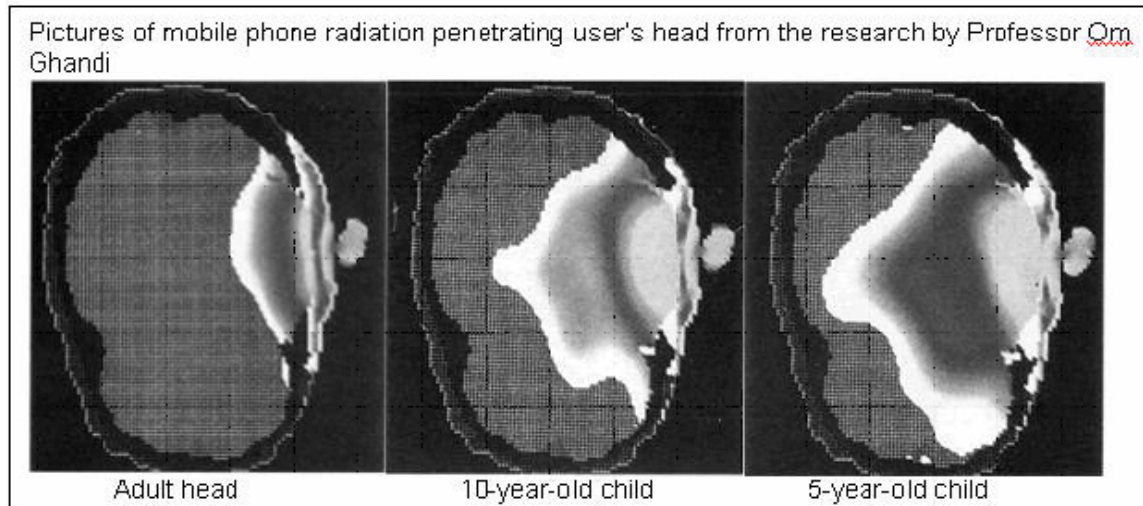 Pictures of mobile phone radiation penetrating user's head from the research by Professor Om
Ghandi
Adult head
10-year-old child
5-year-old child